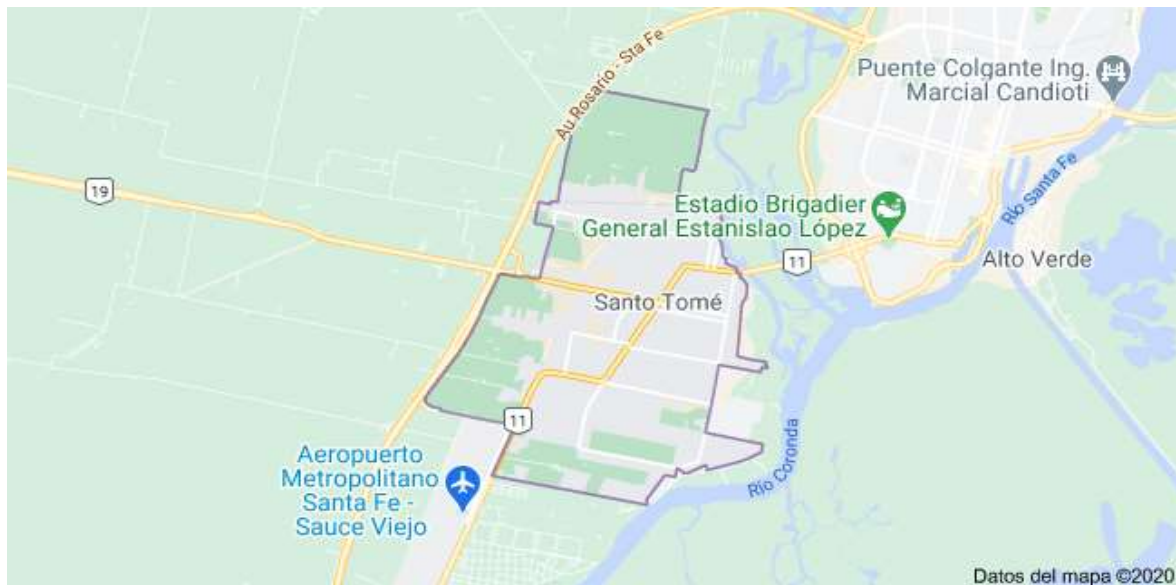 Au. Rosario - Sta Fe
Puente Colgante Ing.
Marcial Candioti
19
Estadio Brigadier
General Estanislao López
Río Santa Fe
11
Alto Verde
Santo Tomé
11
Aeropuerto
Metropolitano
Santa Fe -
Sauce Viejo
Río Coronda
Datos del mapa ©2020